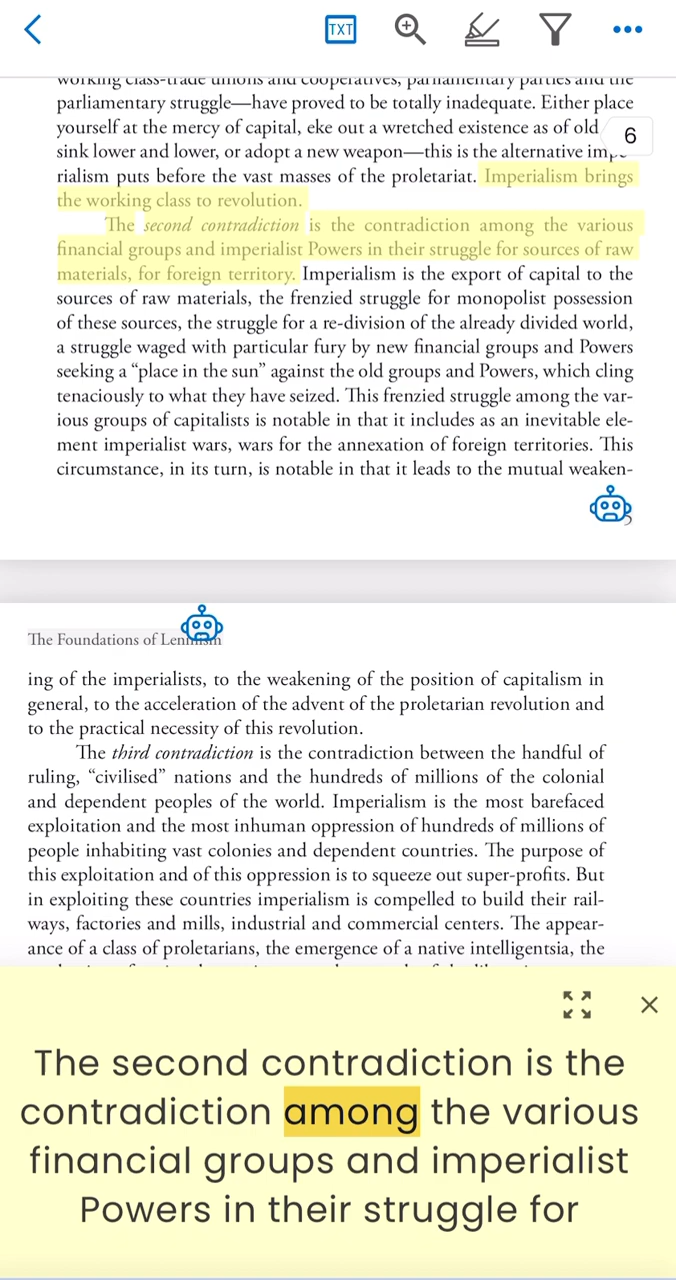 TXT
working class-trade unions and cooperatives, parliamentary parties and the
parliamentary struggle—have proved to be totally inadequate. Either place
yourself at the mercy of capital, eke out a wretched existence as of old
6
sink lower and lower, or adopt a new weapon—this is the alternative impe-
rialism puts before the vast masses of the proletariat. Imperialism brings
the working class to revolution.
The second contradiction is the contradiction among the various
financial groups and imperialist Powers in their struggle for sources of raw
materials, for foreign territory. Imperialism is the export of capital to the
sources of raw materials, the frenzied struggle for monopolist possession
of these sources, the struggle for a re-division of the already divided world,
a struggle waged with particular fury by new financial groups and Powers
seeking a “place in the sun” against the old groups and Powers, which cling
tenaciously to what they have seized. This frenzied struggle among the var-
ious groups of capitalists is notable in that it includes as an inevitable ele-
ment imperialist wars, wars for the annexation of foreign territories. This
circumstance, in its turn, is notable in that it leads to the mutual weaken-
The Foundations of Leninism
ing of the imperialists, to the weakening of the position of capitalism in
general, to the acceleration of the advent of the proletarian revolution and
to the practical necessity of this revolution.
The third contradiction is the contradiction between the handful of
ruling, “civilised” nations and the hundreds of millions of the colonial
and dependent peoples of the world. Imperialism is the most barefaced
exploitation and the most inhuman oppression of hundreds of millions of
people inhabiting vast colonies and dependent countries. The purpose of
this exploitation and of this oppression is to squeeze out super-profits. But
in exploiting these countries imperialism is compelled to build their rail-
ways, factories and mills, industrial and commercial centers. The appear-
ance of a class of proletarians, the emergence of a native intelligentsia, the
The second contradiction is the
contradiction among the various
financial groups and imperialist
Powers in their struggle for